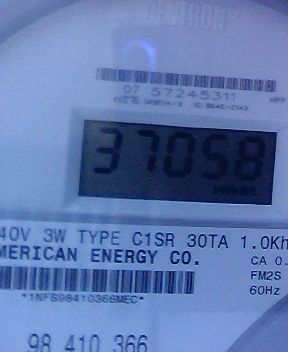 CENTRON
07 57245311
37058
40V 3W TYPE C1SR 30TA 1.0Kh
MERICAN ENERGY CO.
CA 0.
FM2S
60Hz
*1NFS98410366MEC*
98 410 366